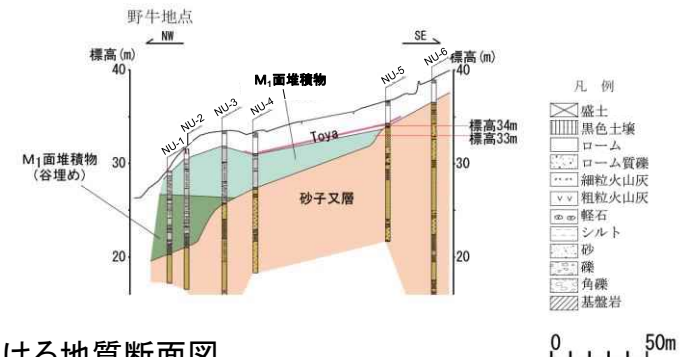 野牛地点
NW
SE
標高(m)
標高(m)
40
30
20
40
30
20
NU-1
NU-2
NU-3
NU-4
NU-5
NU-6
M₁面堆積物
Toya
標高34m
標高33m
M₁面堆積物
(谷埋め)
砂子又層
凡 例
盛土
黒色土壌
ローム
ローム質礫
細粒火山灰
粗粒火山灰
軽石
シルト
砂
礫
角礫
基盤岩
ける地質断面図
0 50m